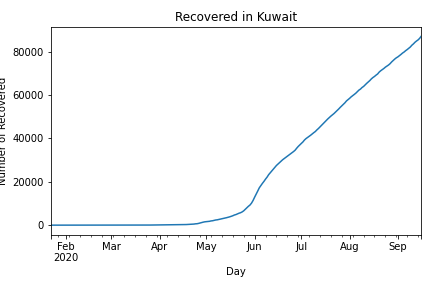 Recovered in Kuwait
Number of Recovered
80000
60000
40000
20000
0
Feb Mar Apr May Jun Jul Aug Sep
2020
Day